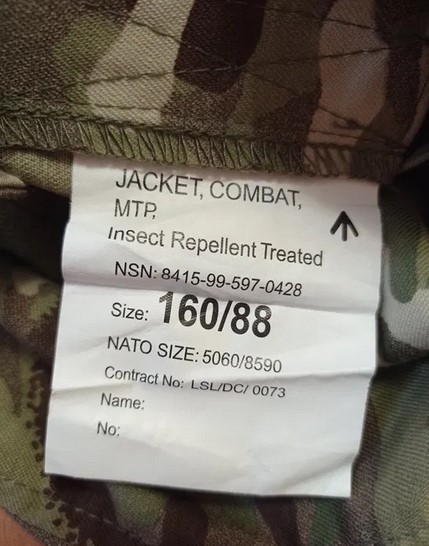 JACKET, COMBAT,
MTP,
Insect Repellent Treated
NSN: 8415-99-597-0428
Size: 160/88
NATO SIZE: 5060/8590
Contract No: LSL/DC/ 0073
Name:
No: